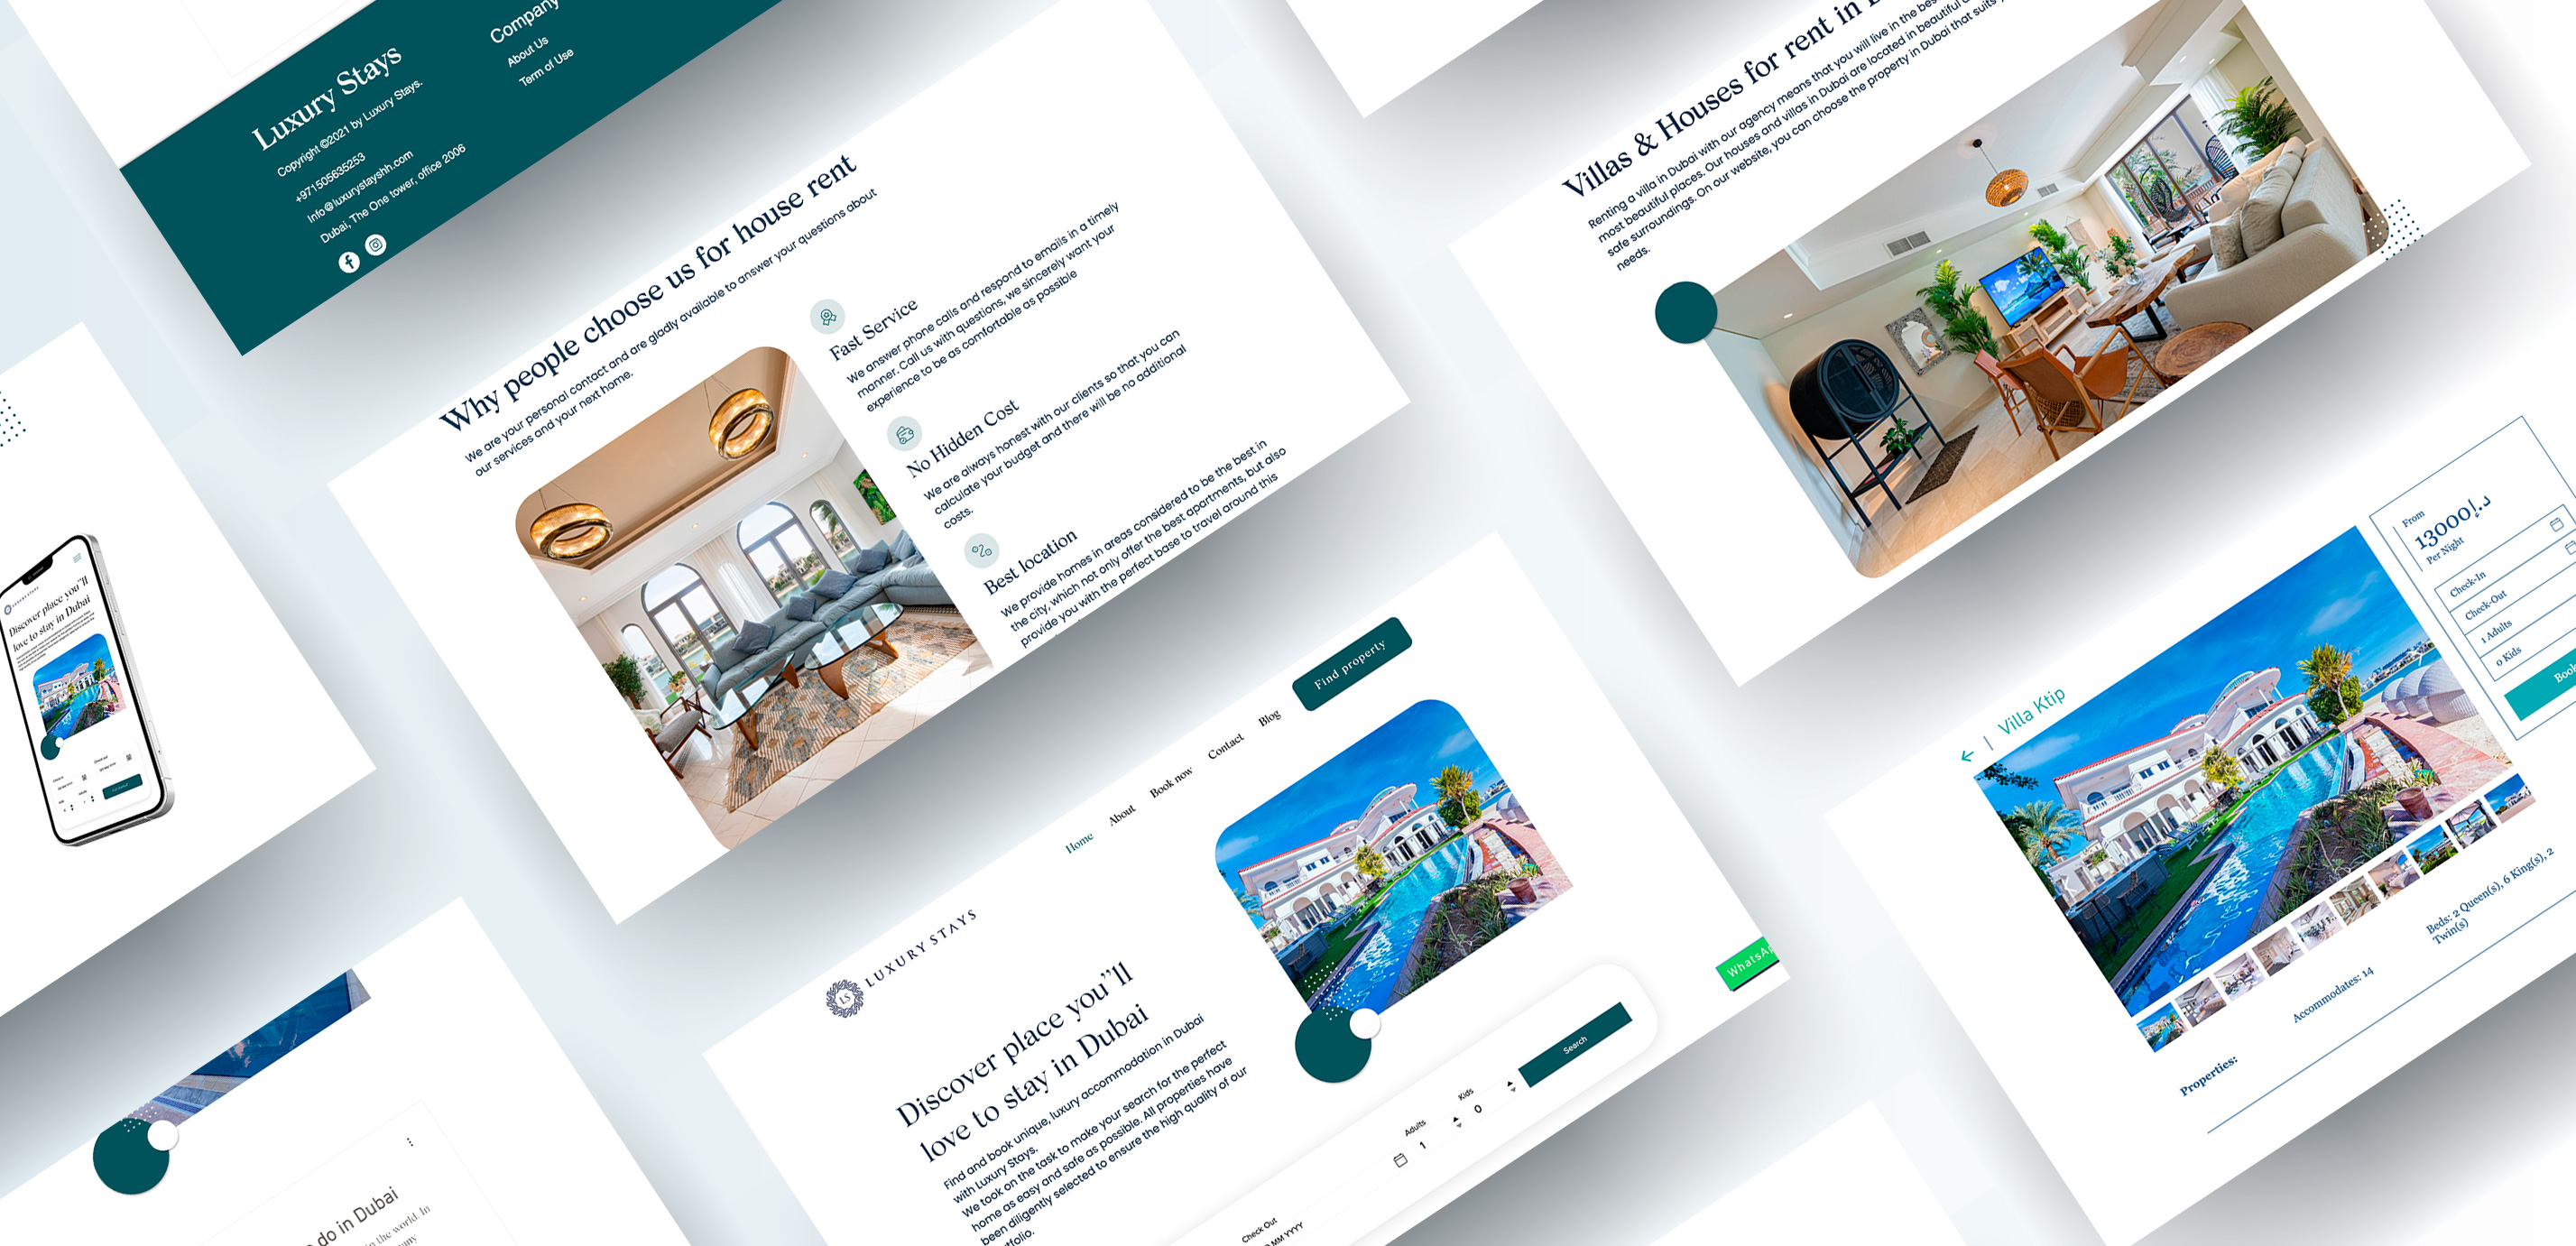 Luxury Stays
Copyright ©2021 by Luxury Stays.
+971505635253
Info@luxurystayshh.com
Dubai, The One tower, office 2006
Company
About Us
Term of Use
Why people choose us for house rent
We are your personal contact and are gladly available to answer your questions about
our services and your next home.
Fast Service
We answer phone calls and respond to emails in a timely
manner. Call us with questions, we sincerely want your
experience to be as comfortable as possible
No Hidden Cost
We are always honest with our clients so that you can
calculate your budget and there will be no additional
costs.
Best location
We provide homes in areas considered to be the best in
the city, which not only offer the best apartments, but also
provide you with the perfect base to travel around this
Villas & Houses for rent in
Renting a villa in Dubai with our agency means that you will live in the best
most beautiful places. Our houses and villas in Dubai are located in beautiful
safe surroundings. On our website, you can choose the property in Dubai that suits
needs.
Discover place you"ll
love to stay in Dubai
LUXURY STAYS
LS
Home
About
Book now
Contact
Blog
Find property
Discover place you"ll
love to stay in Dubai
Find and book unique, luxury accommodation in Dubai
with Luxury Stays.
We took on the task to make your search for the perfect
home as easy and safe as possible. All properties have
been diligently selected to ensure the high quality of our
tfolio.
Check Out
MM YYYY
Adults
1
Kids
0
Search
WhatsAp
Villa Ktip
From
13000د.إ
Per Night
Check-In
Check-Out
1 Adults
0 Kids
Book
Properties:
Accommodates: 14
Beds: 2 Queen(s), 6 King(s), 2
Twin(s)
do in Dubai
in the world. In